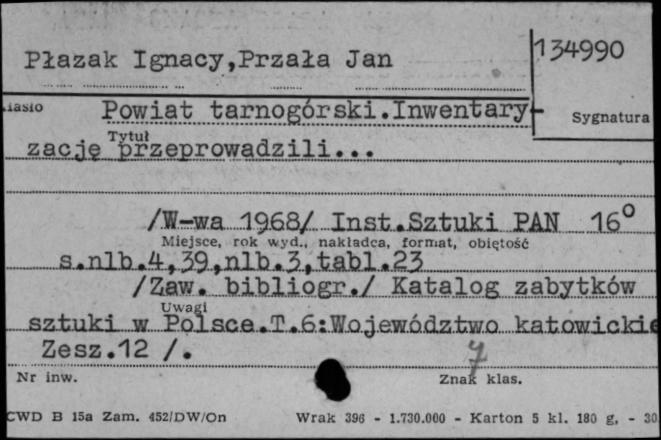 Płazak Ignacy,Przała Jan
134990
Powiat tarnogórski.Inwentary-
Sygnatura
Tytuł
zację przeprowadzili...
/W-wa 1968/ Inst.Sztuki PAN 16°
Miejsce, rok wyd., nakładca, format, objętość
s.nlb.4,39,nlb.3,tabl.23
/Zaw. bibliogr./ Katalog zabytków
Uwagi
sztuki w Polsce.T.6:Województwo katowickie
Zesz.12 /.
Nr inw.
Znak klas.
CWD B 15a Zam. 452/DW/On Wrak 396 - 1.730.000 - Karton 5 kl. 180 g. - 30